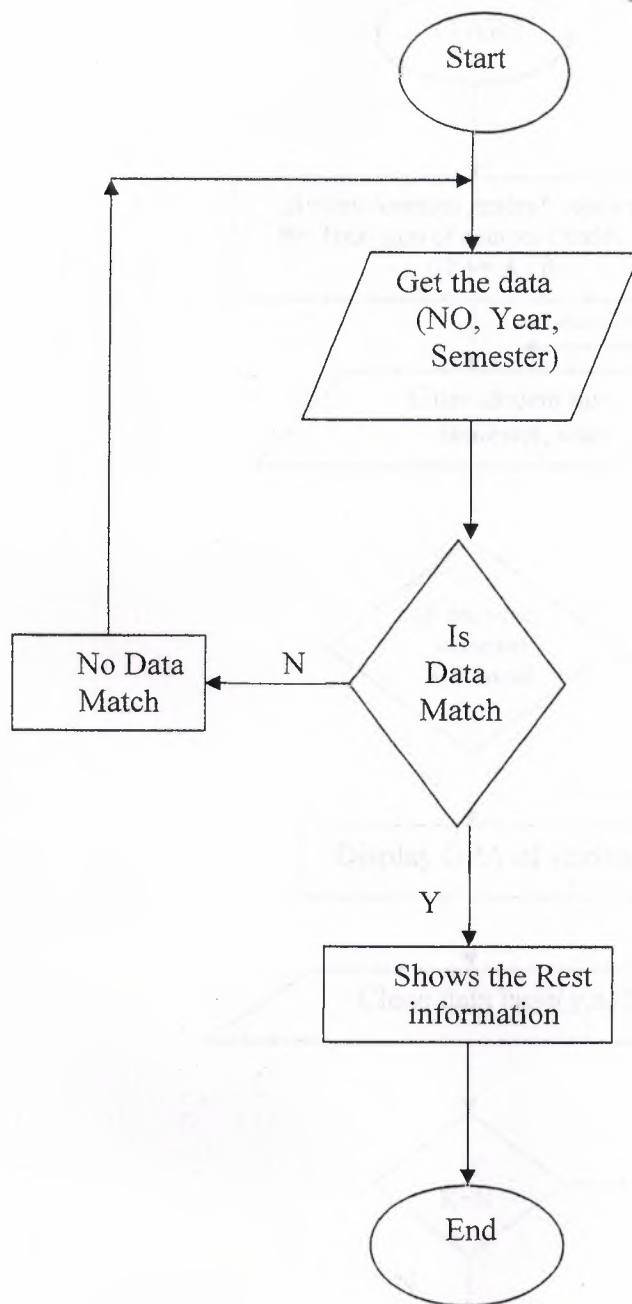 Start
Get the data
(NO, Year,
Semester)
Is
Data
Match
N
No Data
Match
Y
Shows the Rest
information
End